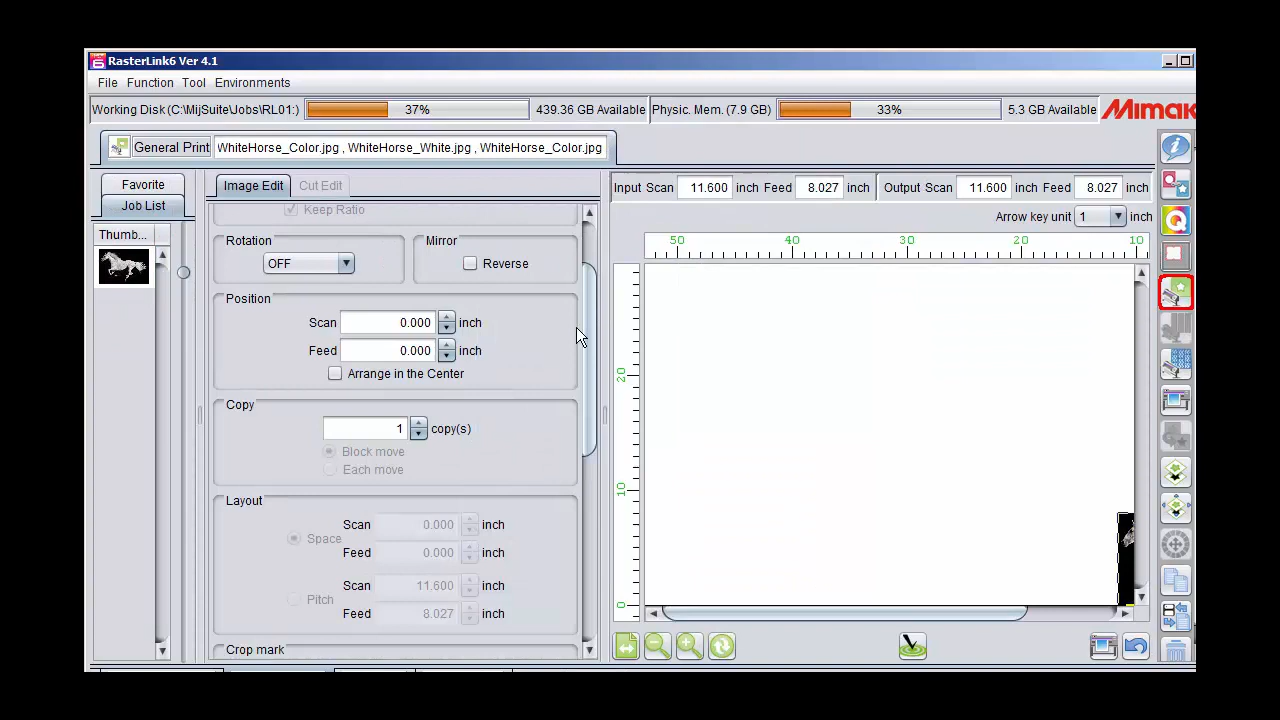 RasterLink6 Ver 4.1
File Function Tool Environments
Working Disk (C:\MijSuite\Jobs\RL01:) 37% 439.36 GB Available Physic. Mem. (7.9 GB) 33% 5.3 GB Available Mimak
General Print WhiteHorse_Color.jpg , WhiteHorse_White.jpg , WhiteHorse_Color.jpg
Favorite
Job List
Thumb...
Image Edit Cut Edit
Input Scan 11.600 inch Feed 8.027 inch Output Scan 11.600 inch Feed 8.027 inch
Arrow key unit 1 inch
Keep Ratio
Rotation
OFF
Mirror
Reverse
Position
Scan 0.000 inch
Feed 0.000 inch
Arrange in the Center
Copy
1 copy(s)
Block move
Each move
Layout
Space
Scan 0.000 inch
Feed 0.000 inch
Pitch
Scan 11.600 inch
Feed 8.027 inch
Crop mark
50 40 30 20 10
20
10
0